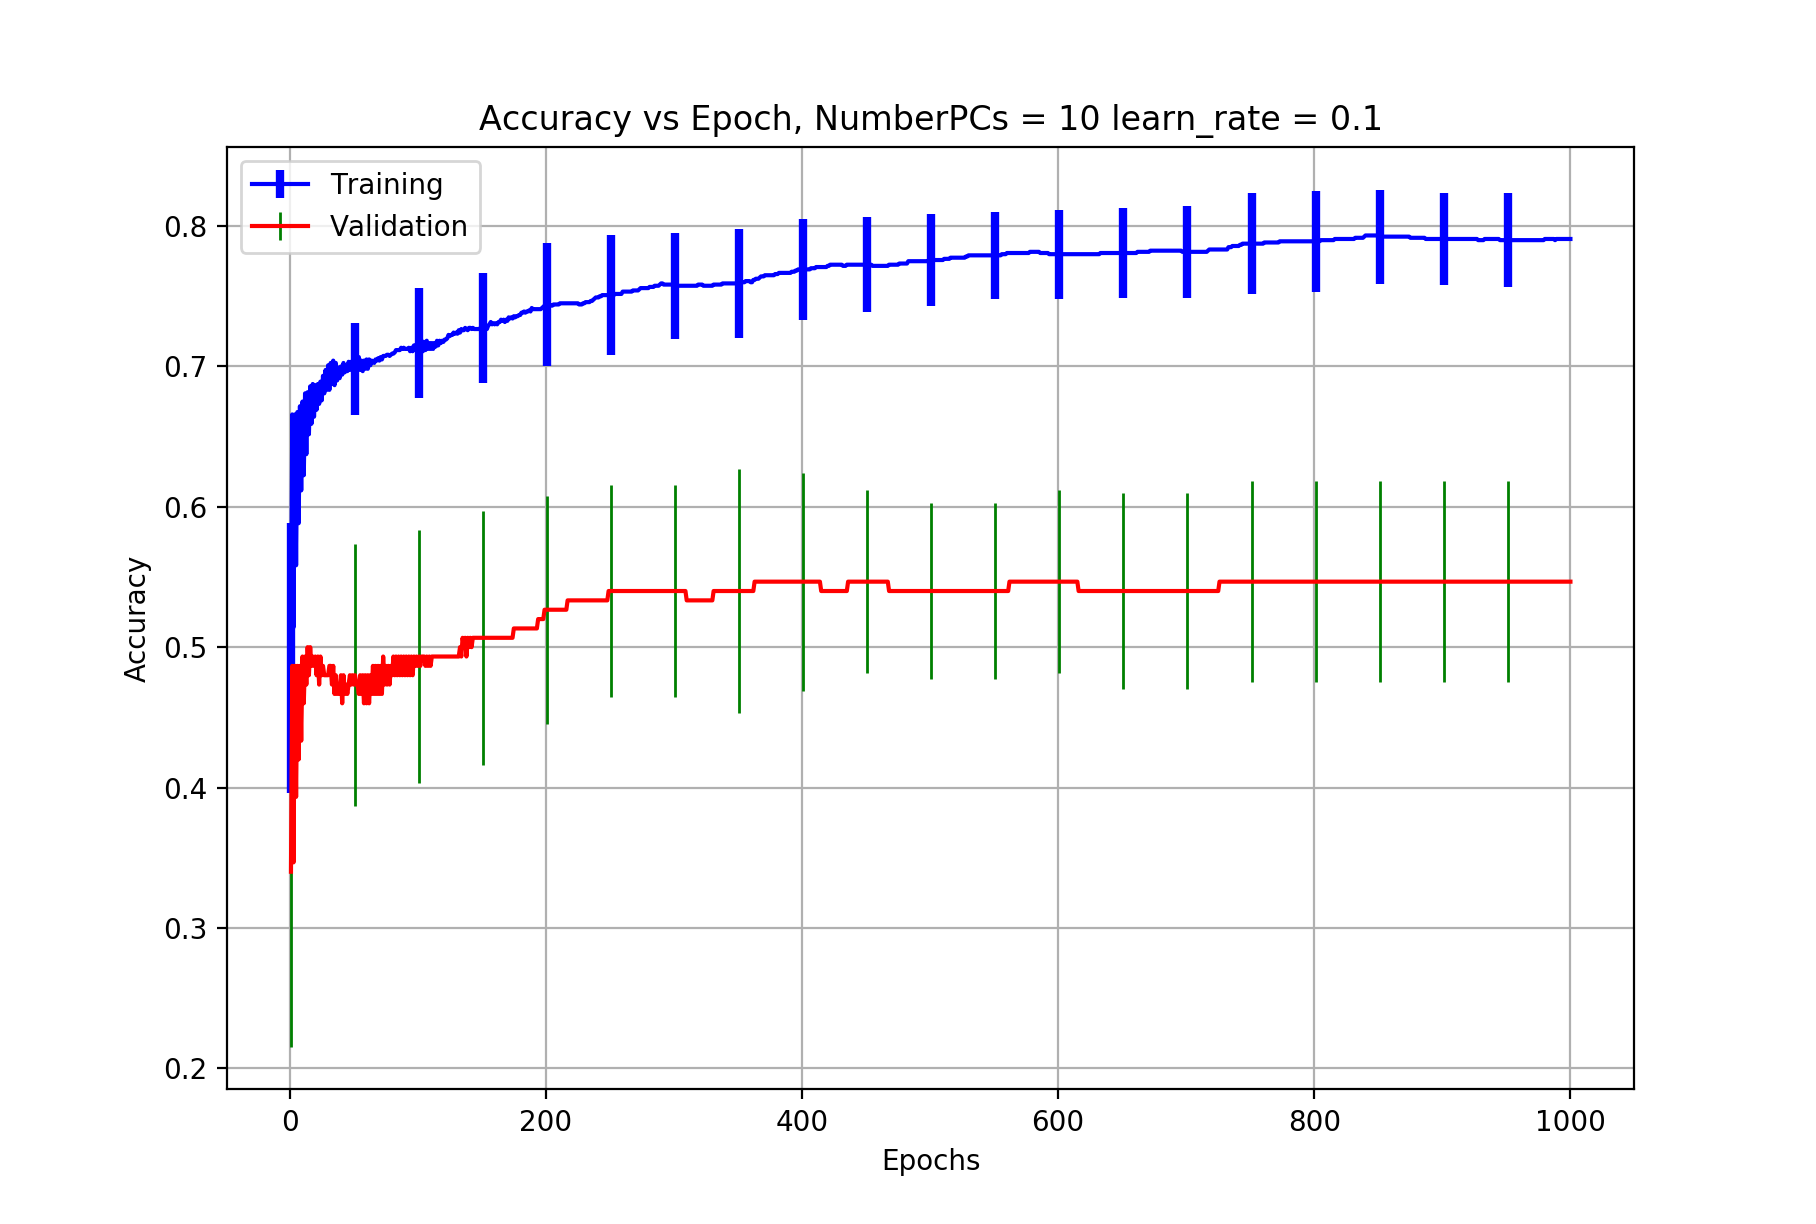 Accuracy vs Epoch, NumberPCs = 10 learn_rate = 0.1
Training
Validation
0.8
0.7
0.6
0.5
0.4
0.3
0.2
Accuracy
0 200 400 600 800 1000
Epochs